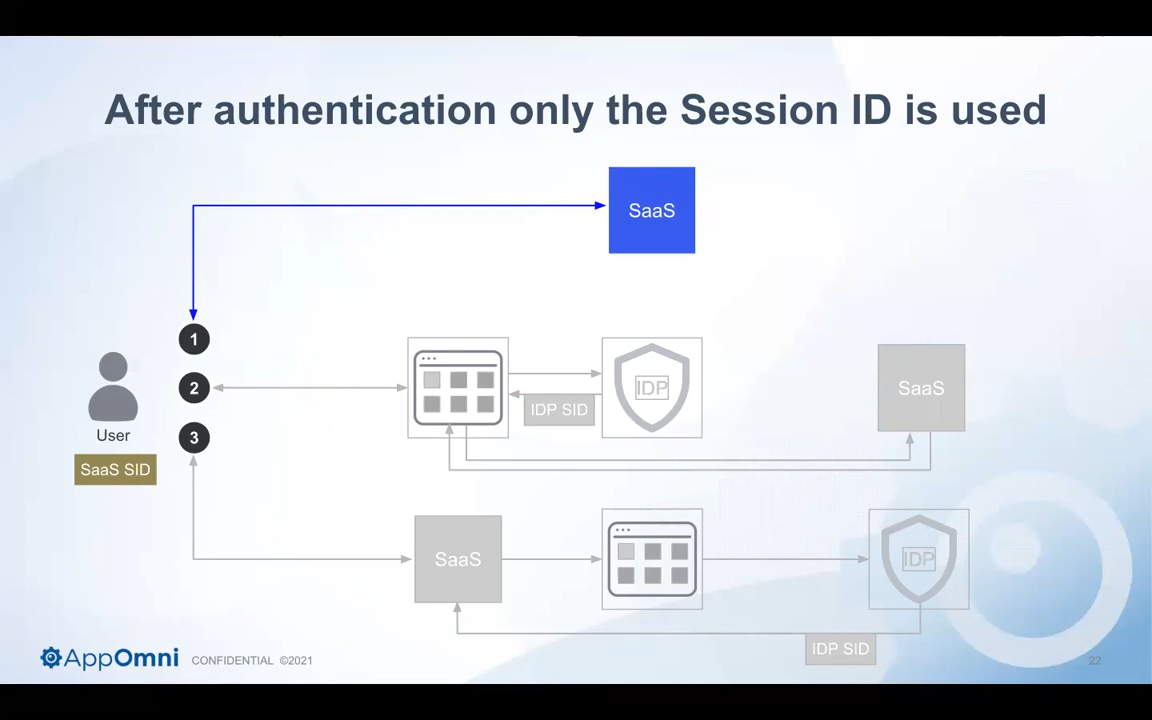 After authentication only the Session ID is used
SaaS
1
2
3
User
SaaS SID
IDP SID
IDP
SaaS
SaaS
IDP
IDP SID
AppOmni CONFIDENTIAL ©2021
22